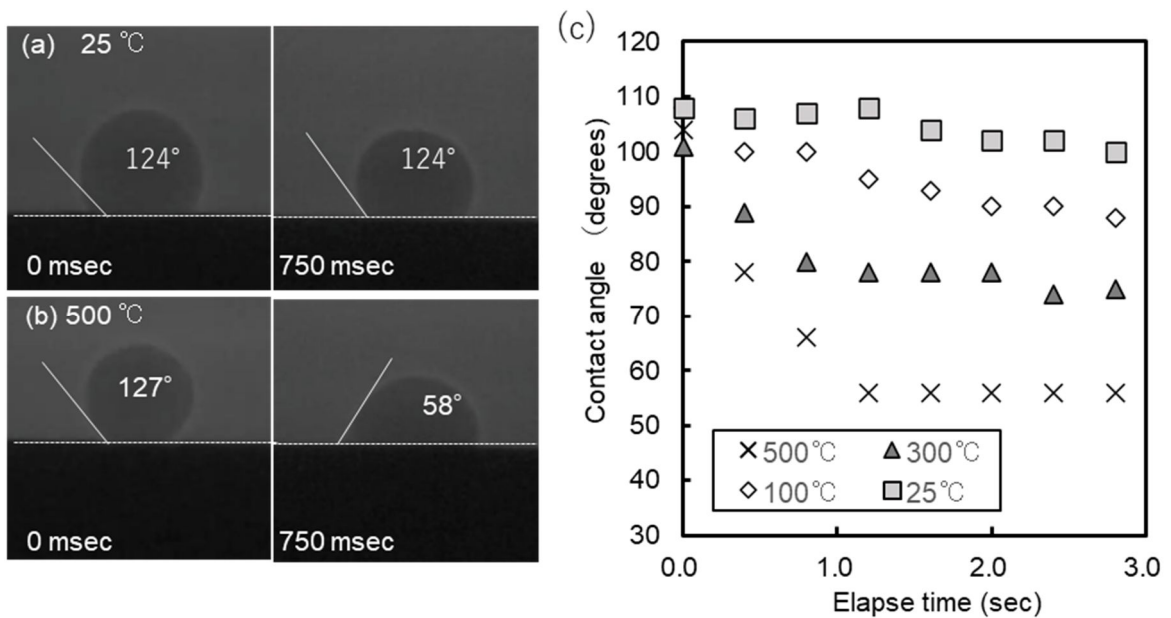 (a) 25 ℃
124°
0 msec
124°
750 msec
(b) 500 ℃
127°
0 msec
58°
750 msec
(c)
Contact angle (degrees)
120
110
100
90
80
70
60
50
40
30
×500℃ ▲300℃
◇100℃ ■25℃
0.0 1.0 2.0 3.0
Elapse time (sec)